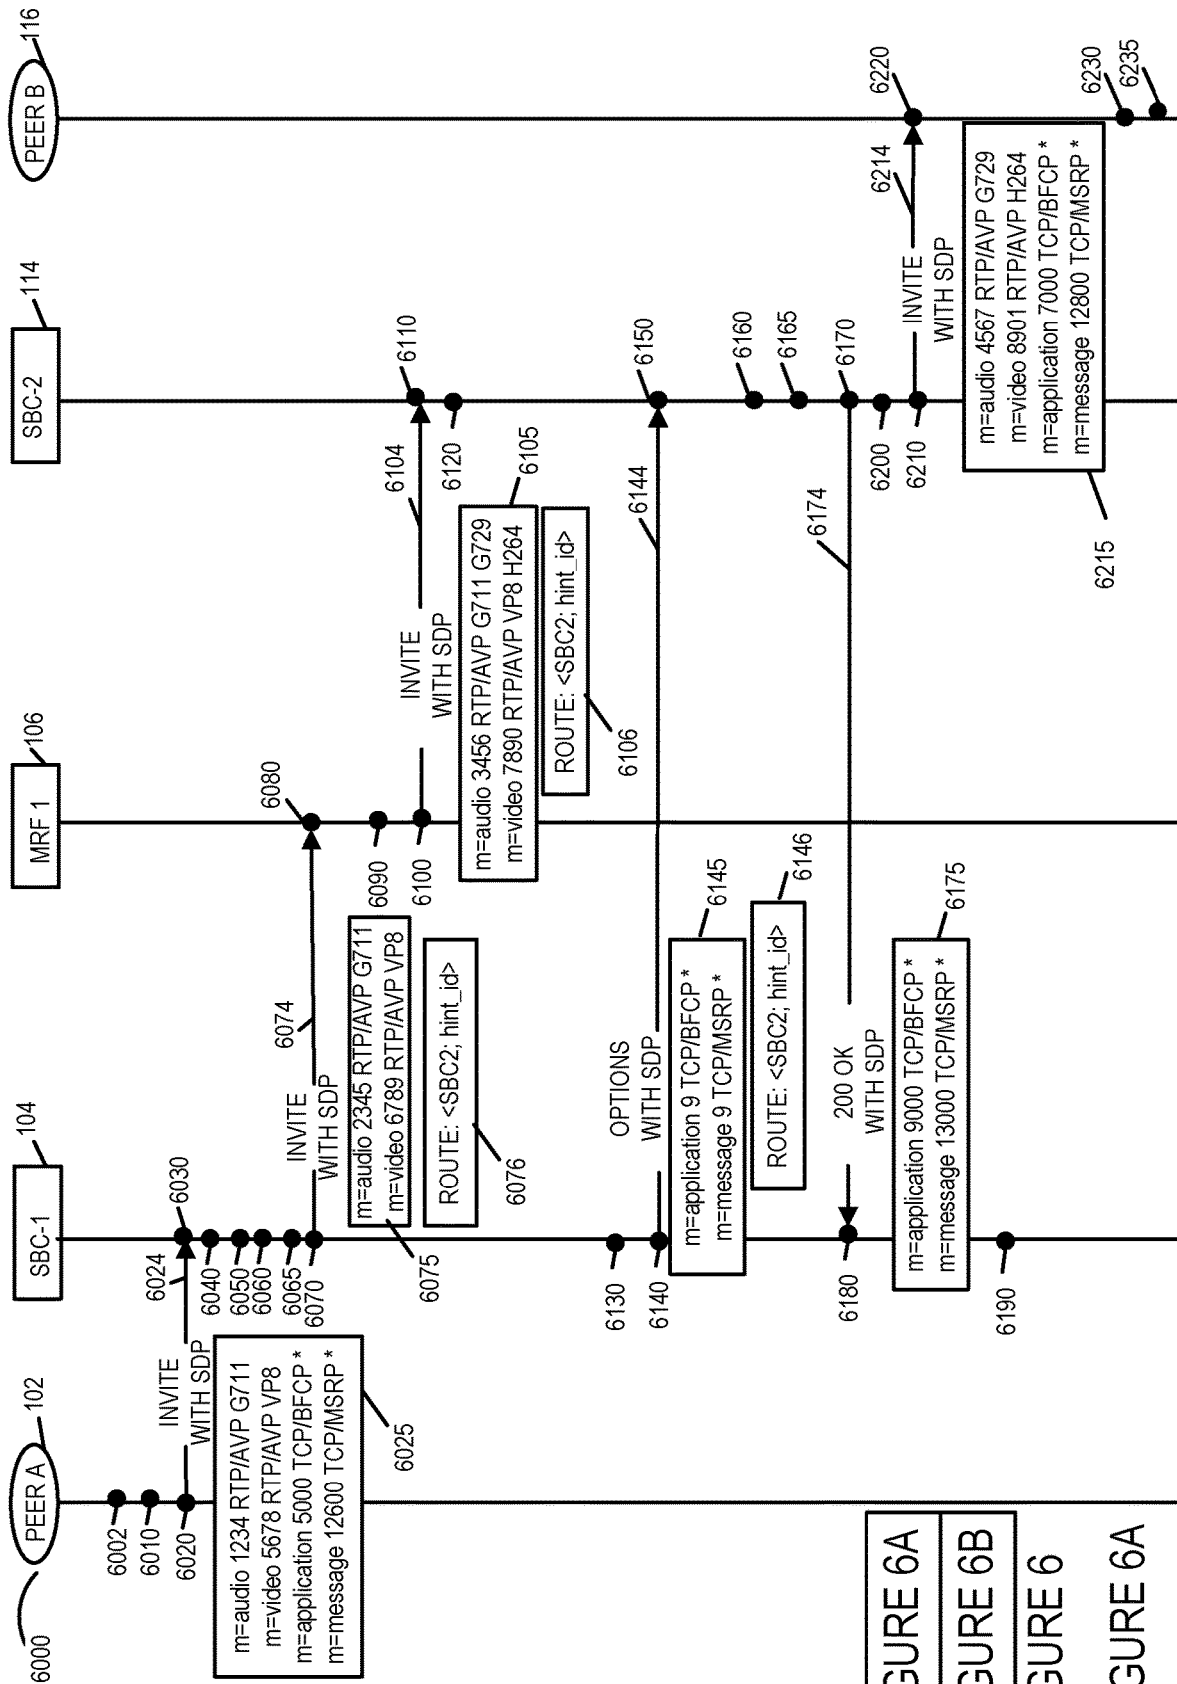 6000
PEER A
102
SBC-1
104
MRF 1
106
SBC-2
114
PEER B
116
6002
6010
6020
INVITE
WITH SDP
6024
6030
m=audio 1234 RTP/AVP G711
m=video 5678 RTP/AVP VP8
m=application 5000 TCP/BFCP *
m=message 12600 TCP/MSRP *
6025
6040
6050
6060
6065
6070
INVITE
WITH SDP
6074
6080
m=audio 2345 RTP/AVP G711
m=video 6789 RTP/AVP VP8
6075
ROUTE: <SBC2; hint_id>
6076
6090
6100
INVITE
WITH SDP
6104
6110
6120
m=audio 3456 RTP/AVP G711 G729
m=video 7890 RTP/AVP VP8 H264
6105
ROUTE: <SBC2; hint_id>
6106
6130
6140
OPTIONS
WITH SDP
6144
6150
m=application 9 TCP/BFCP *
m=message 9 TCP/MSRP *
6145
ROUTE: <SBC2; hint_id>
6146
6160
6165
6170
6174
200 OK
WITH SDP
6180
m=application 9000 TCP/BFCP *
m=message 13000 TCP/MSRP *
6175
6190
6200
6210
INVITE
WITH SDP
6214
6220
m=audio 4567 RTP/AVP G729
m=video 8901 RTP/AVP H264
m=application 7000 TCP/BFCP *
m=message 12800 TCP/MSRP *
6215
6230
6235
GURE 6A
GURE 6B
GURE 6
GURE 6A